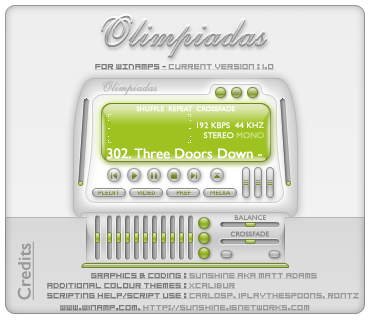 Olimpiadas
FOR WINAMP5 - CURRENT VERSION : 1.0
Olimpiadas
SHUFFLE REPEAT CROSSFADE
192 KBPS 44 KHZ
STEREO MONO
302. Three Doors Down -
PLEDIT VIDEO PREF MEDIA
BALANCE
CROSSFADE
Credits
GRAPHICS & CODING : SUNSHINE AKA MATT ADAMS
ADDITIONAL COLOUR THEMES : XCALIBUR
SCRIPTING HELP/SCRIPT USE : CARLOSP, IPLAYTHESPOONS, RONTZ
WWW.WINAMP.COM, HTTP://SUNSHINE.I6NETWORKS.COM